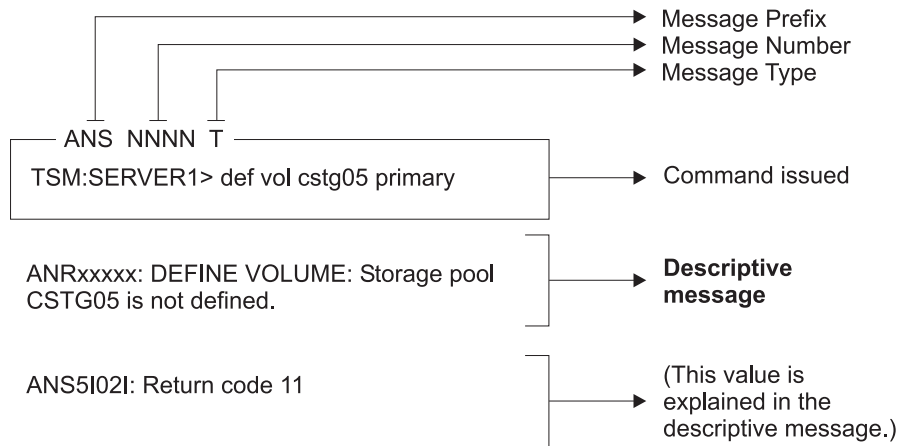 Message Prefix
Message Number
Message Type
ANS NNNN T
TSM:SERVER1> def vol cstg05 primary
Command issued
ANRxxxxx: DEFINE VOLUME: Storage pool
CSTG05 is not defined.
Descriptive
message
ANS5I02I: Return code 11
(This value is
explained in the
descriptive message.)